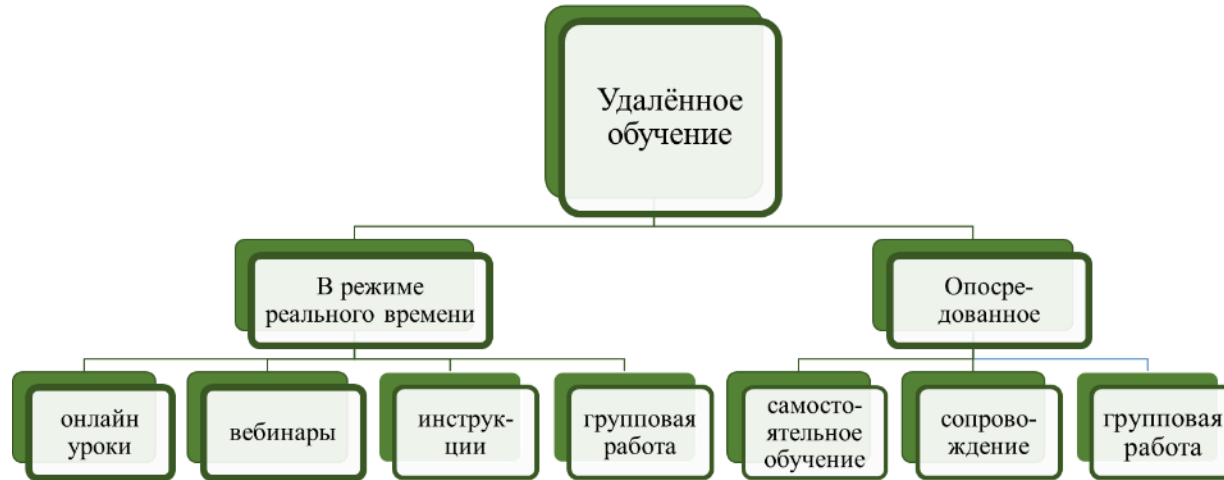 Удалённое
обучение
В режиме
реального времени
Опосре-
дованное
онлайн
уроки
вебинары
инструк-
ции
групповая
работа
самосто-
ятельное
обучение
сопрово-
ждение
групповая
работа